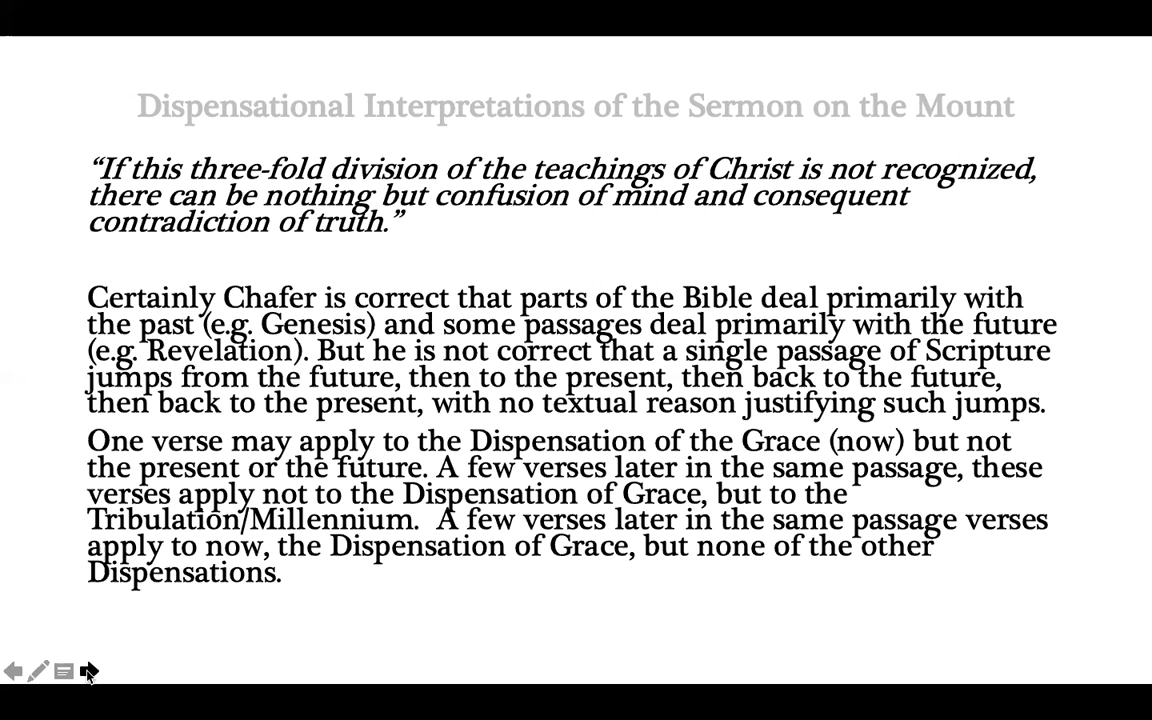 Dispensational Interpretations of the Sermon on the Mount
“If this three-fold division of the teachings of Christ is not recognized,
there can be nothing but confusion of mind and consequent
contradiction of truth.”
Certainly Chafer is correct that parts of the Bible deal primarily with
the past (e.g. Genesis) and some passages deal primarily with the future
(e.g. Revelation). But he is not correct that a single passage of Scripture
jumps from the future, then to the present, then back to the future,
then back to the present, with no textual reason justifying such jumps.
One verse may apply to the Dispensation of the Grace (now) but not
the present or the future. A few verses later in the same passage, these
verses apply not to the Dispensation of Grace, but to the
Tribulation/Millennium.  A few verses later in the same passage verses
apply to now, the Dispensation of Grace, but none of the other
Dispensations.